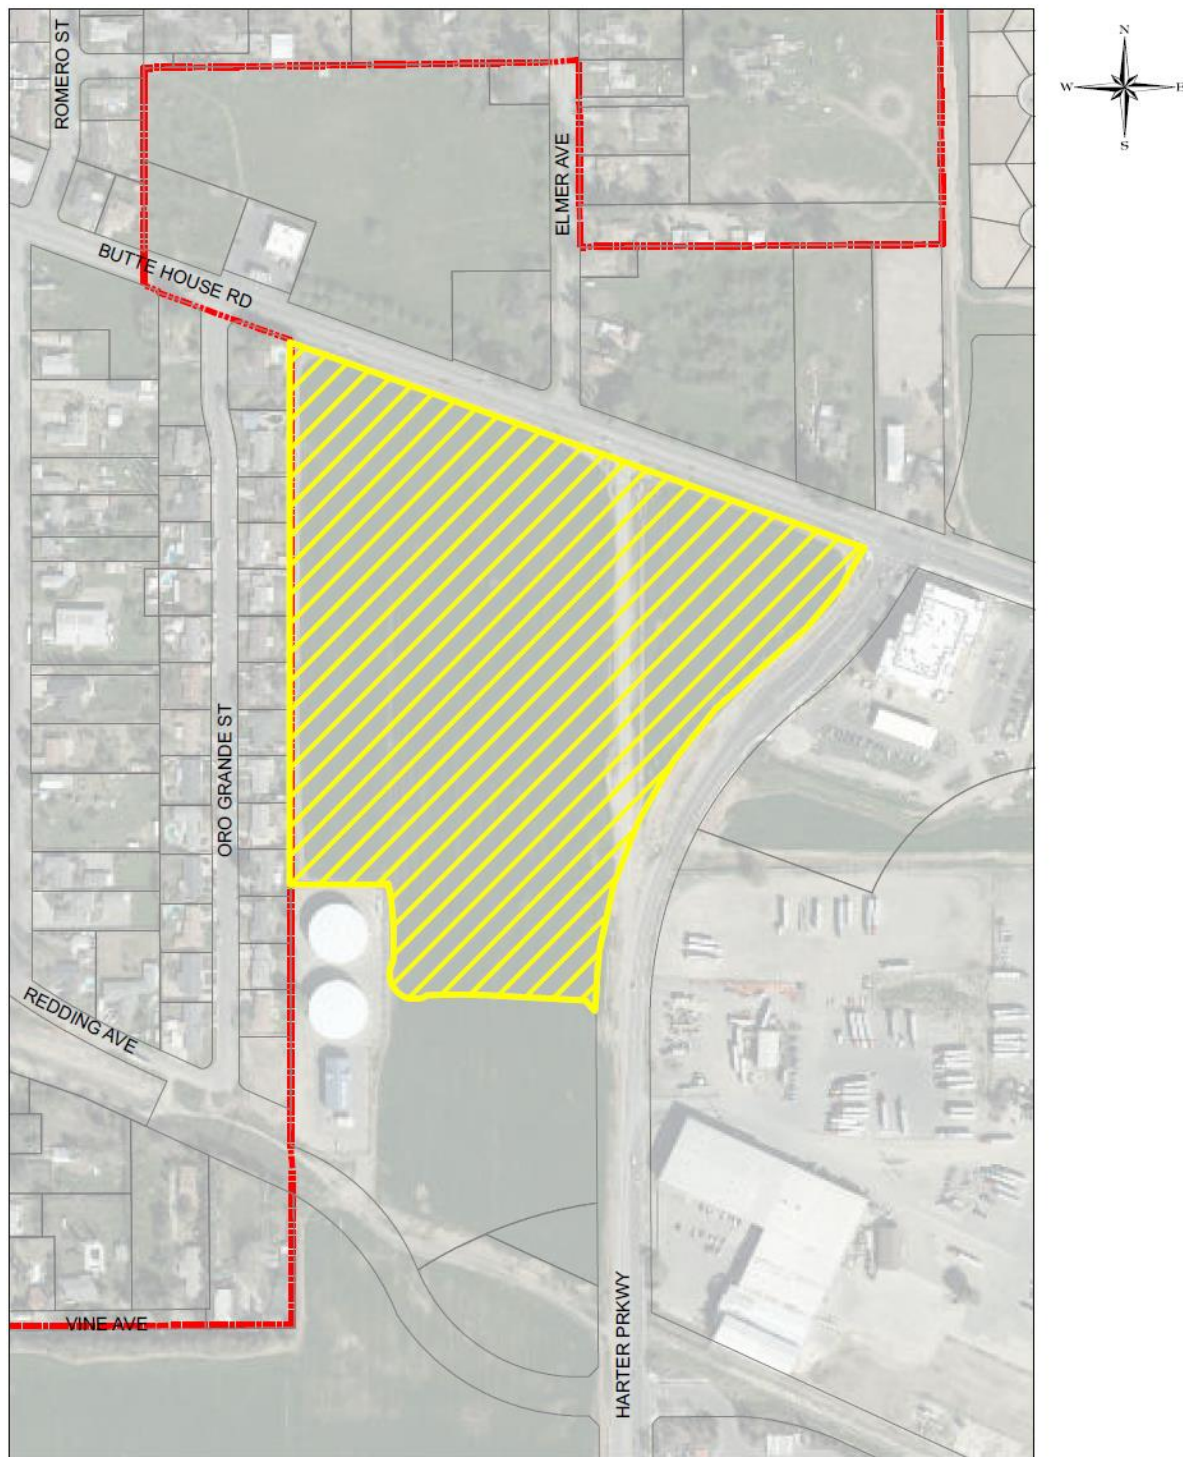 N
W
E
S
ROMERO ST
ELMER AVE
BUTTE HOUSE RD
ORO GRANDE ST
REDDING AVE
VINE AVE
HARTER PRKWY